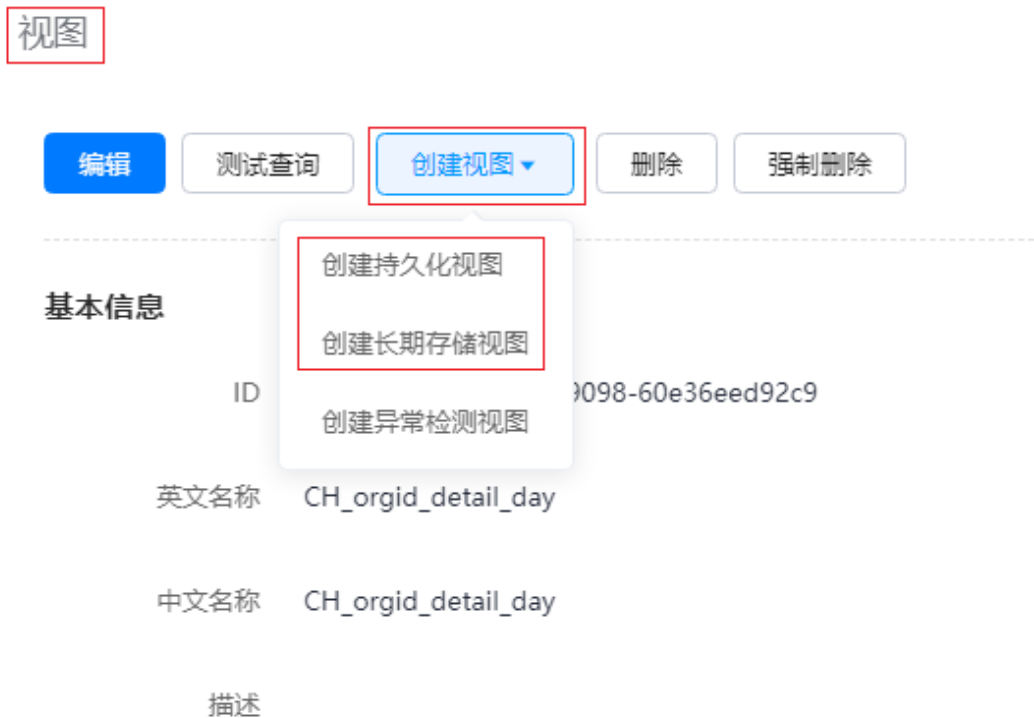 视图
编辑 测试查询 创建视图 删除 强制删除
创建持久化视图
基本信息
创建长期存储视图
ID 9098-60e36eed92c9
创建异常检测视图
英文名称 CH_orgid_detail_day
中文名称 CH_orgid_detail_day
描述